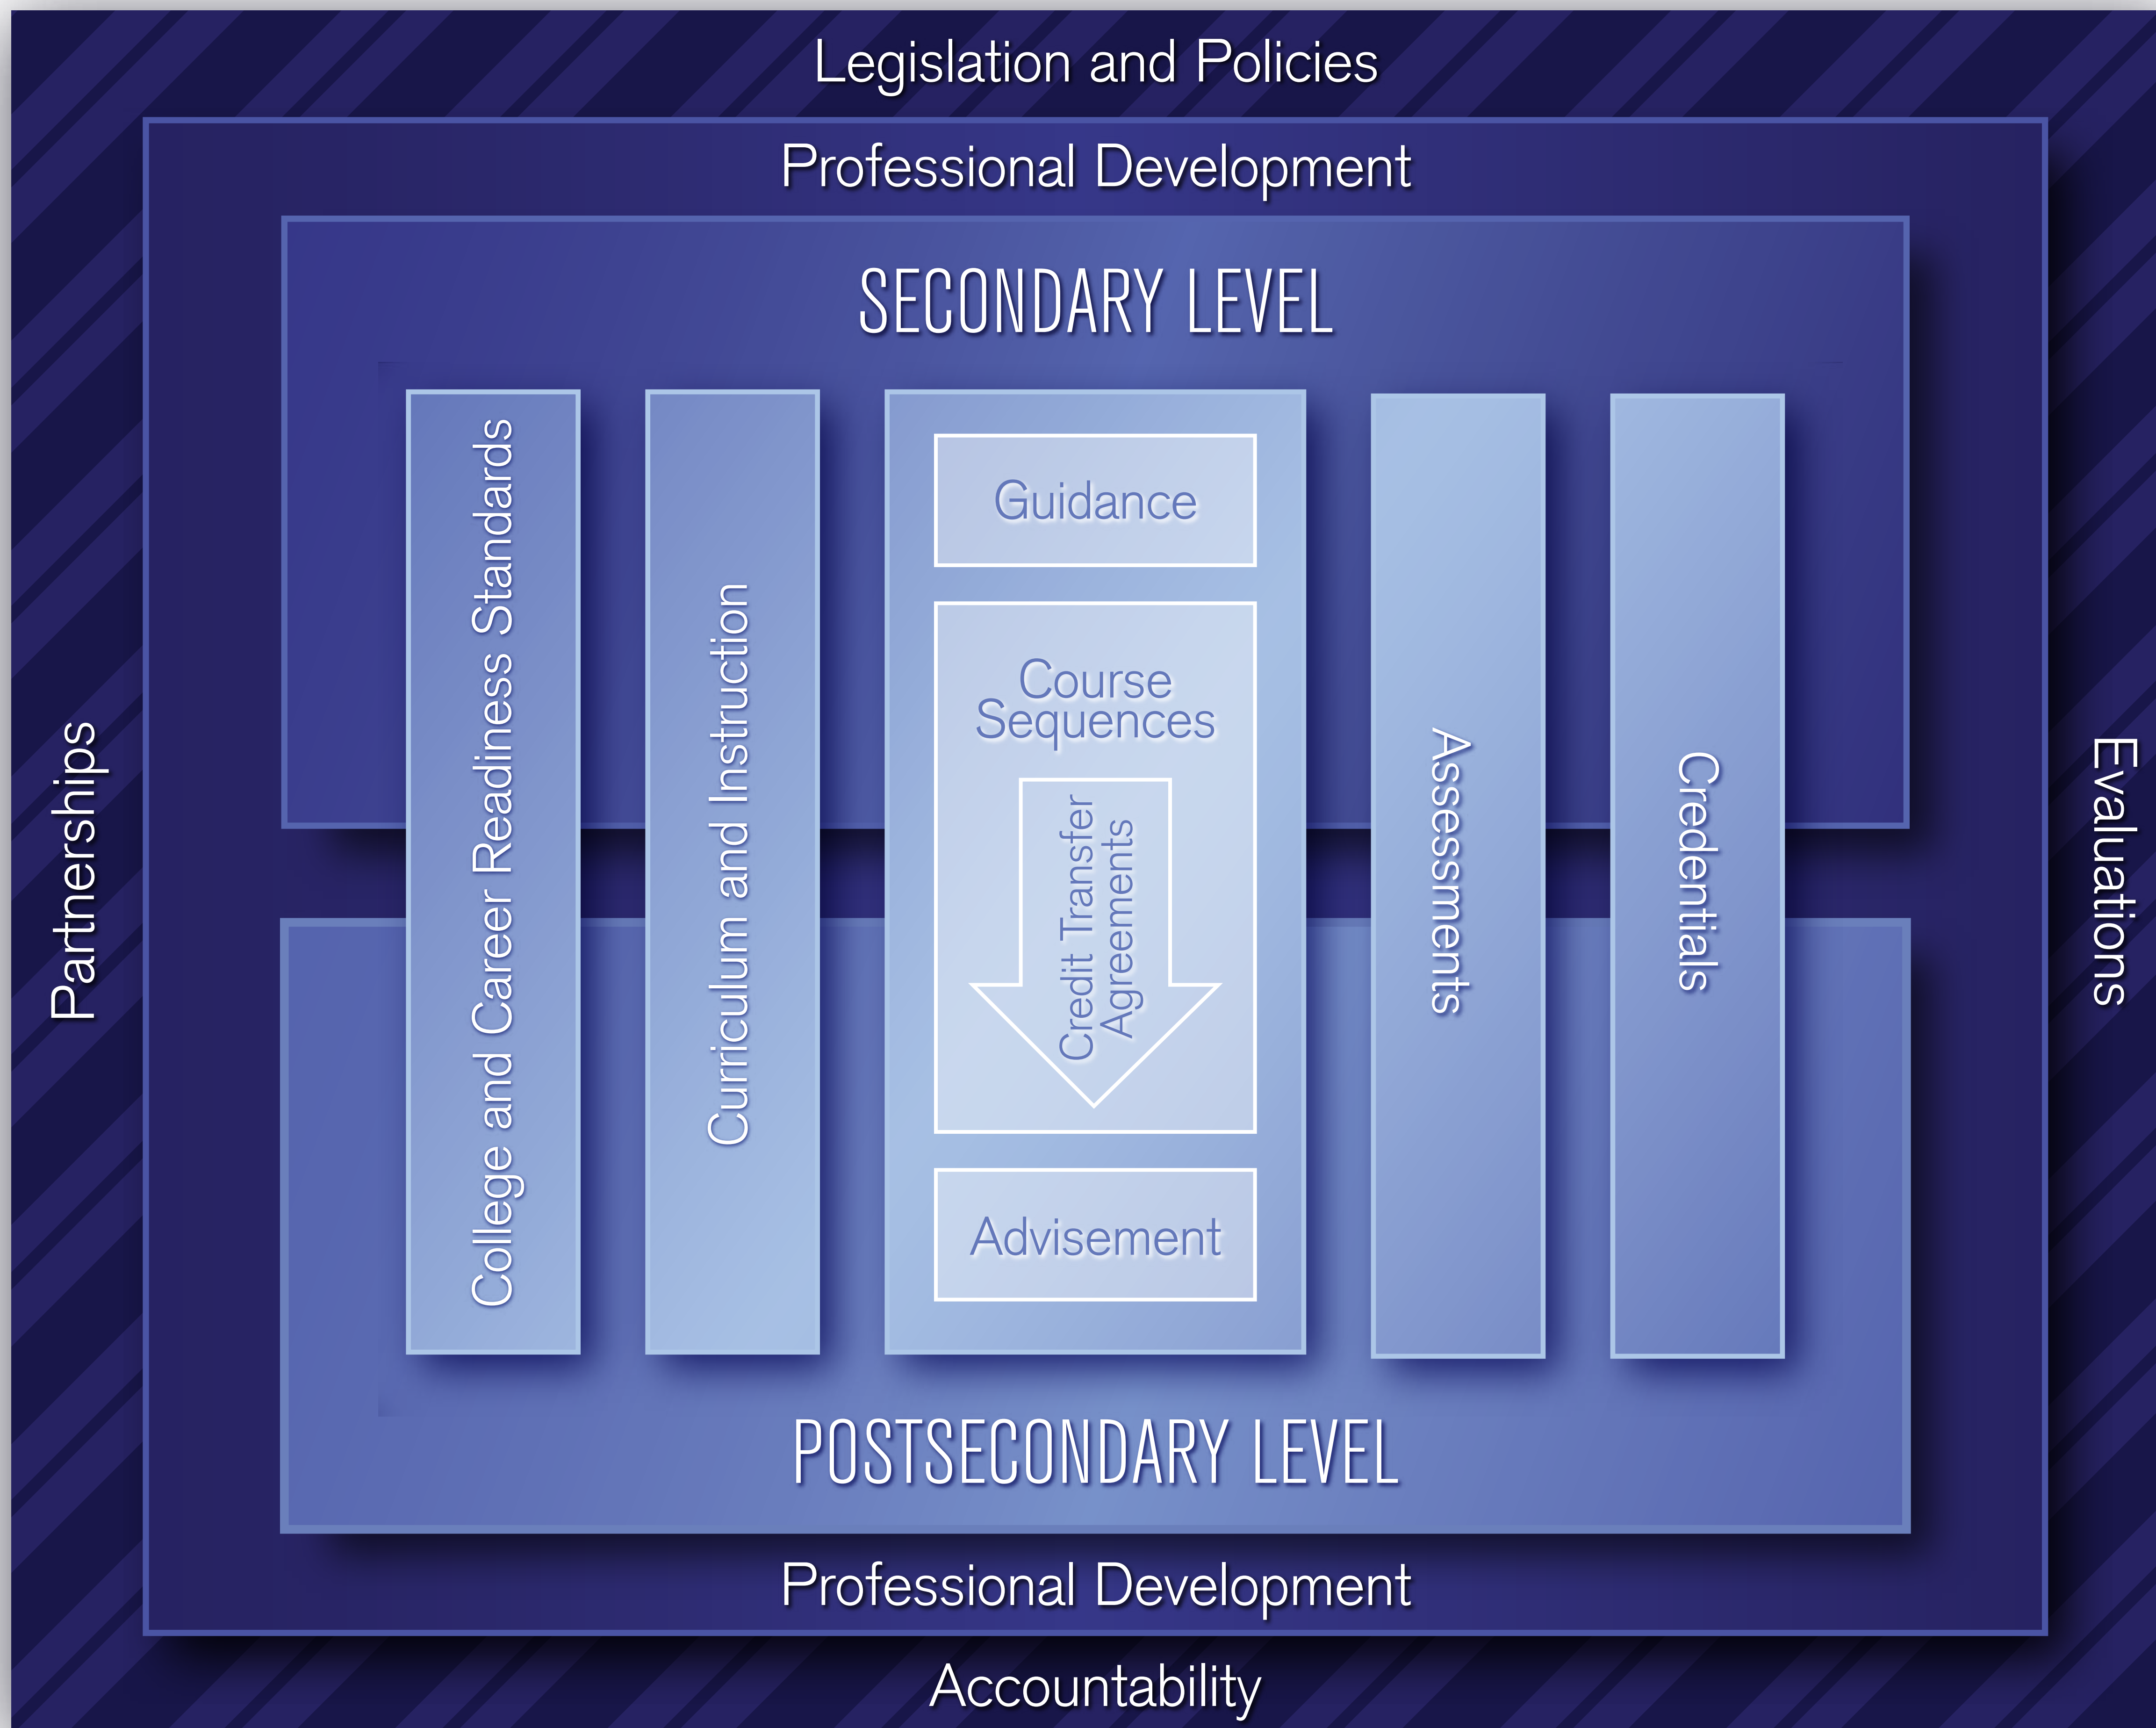 Legislation and Policies
Professional Development
SECONDARY LEVEL
Partnerships
College and Career Readiness Standards
Curriculum and Instruction
Guidance
Course
Sequences
Credit Transfer
Agreements
Advisement
Assessments
Credentials
Evaluations
POSTSECONDARY LEVEL
Professional Development
Accountability